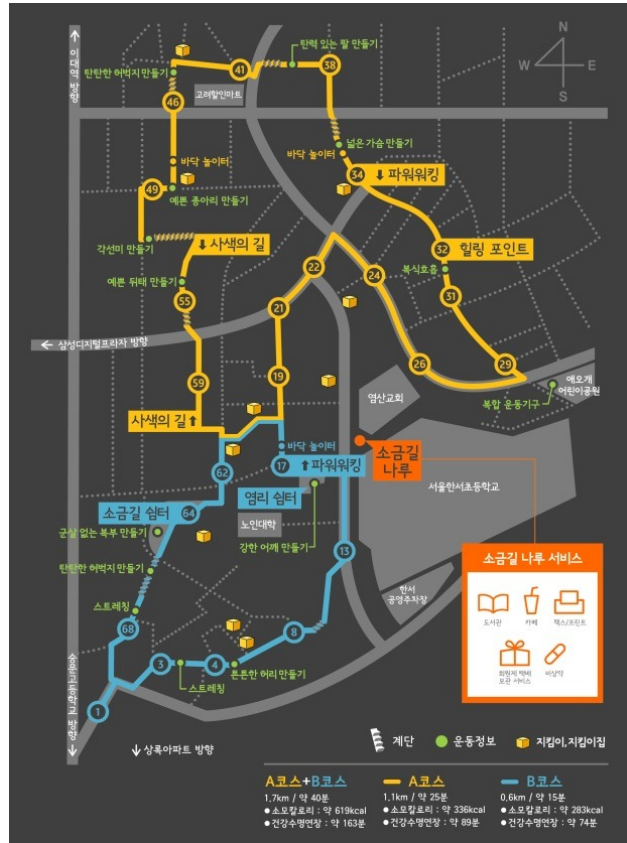 N
W
E
S
이대역 방향
탄력 있는 팔 만들기
탄탄한 허벅지 만들기
41
38
고려할인마트
46
넓은 가슴 만들기
바닥 놀이터
바닥 놀이터
34
↓ 파워워킹
49
예쁜 종아리 만들기
각선미 만들기
↓ 사색의 길
32
힐링 포인트
복식호흡
22
24
예쁜 뒤태 만들기
55
31
21
← 삼성디지털프라자 방향
59
19
26
29
애오개
어린이공원
복합 운동기구
염산교회
사색의 길↑
바닥 놀이터
소금길
나루
62
17
↑파워워킹
서울한서초등학교
소금길 쉼터
64
염리 쉼터
노인대학
군살 없는 복부 만들기
강한 어깨 만들기
13
소금길 나루 서비스
탄탄한 허벅지 만들기
한서
공영주차장
도서관
카페
팩스/프린트
스트레칭
68
8
회원제 택배
보관 서비스
비상약
3
4
튼튼한 허리 만들기
스트레칭
1
숭문고등학교 방향
↓ 상록아파트 방향
계단
운동정보
지킴이,지킴이집
A코스+B코스
1.7km / 약 40분
● 소모칼로리 : 약 619kcal
● 건강수명연장 : 약 163분
A코스
1.1km / 약 25분
● 소모칼로리 : 약 336kcal
● 건강수명연장 : 약 89분
B코스
0.6km / 약 15분
● 소모칼로리 : 약 283kcal
● 건강수명연장 : 약 74분